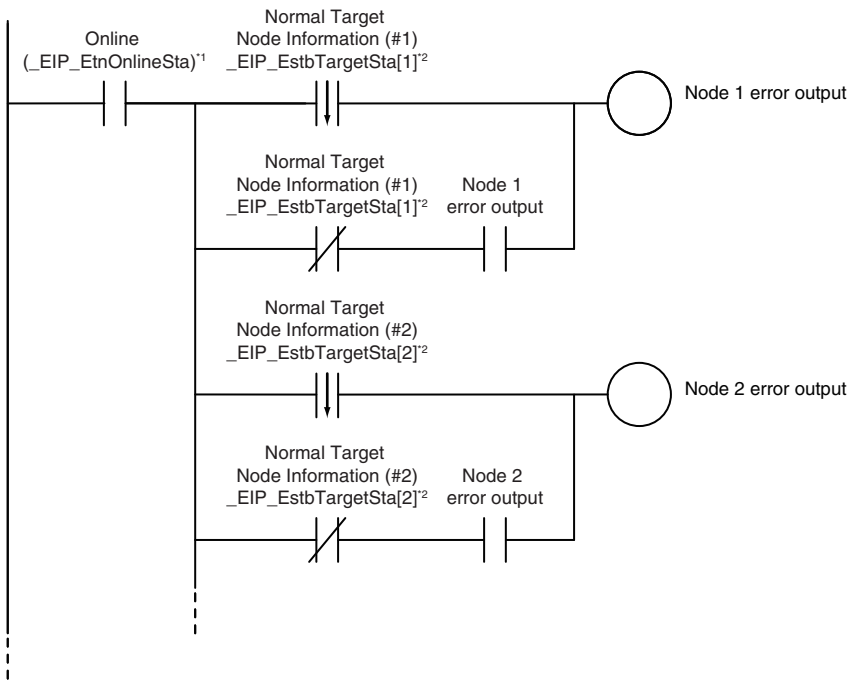 Online
(_EIP_EtnOnlineSta)*1
Normal Target
Node Information (#1)
_EIP_EstbTargetSta[1]*2
Node 1 error output
Normal Target
Node Information (#1)
_EIP_EstbTargetSta[1]*2
Node 1
error output
Normal Target
Node Information (#2)
_EIP_EstbTargetSta[2]*2
Node 2 error output
Normal Target
Node Information (#2)
_EIP_EstbTargetSta[2]*2
Node 2
error output